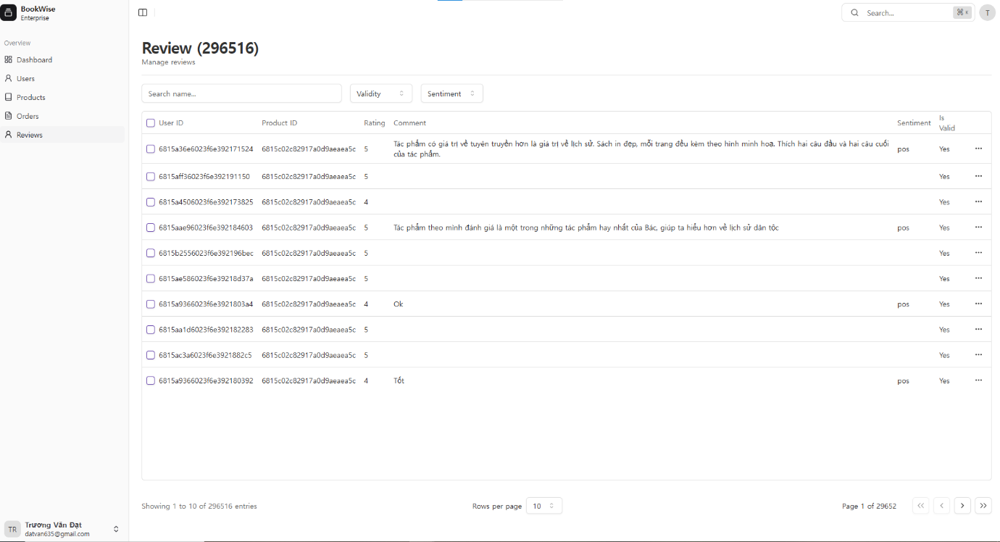 BookWise
Enterprise
Search...
⌘ K
T
Overview
Dashboard
Users
Products
Orders
Reviews
Review (296516)
Manage reviews
Search name...
Validity
Sentiment
User ID Product ID Rating Comment Sentiment Is Valid
6815a36e6023f6e392171524 6815c02c82917a0d9aeaea5c 5 Tác phẩm có giá trị về tuyên truyền hơn là giá trị về lịch sử. Sách in đẹp, mỗi trang đều kèm theo hình minh hoạ. Thích hai câu đầu và hai câu cuối
của tác phẩm. pos Yes ...
6815aff36023f6e392191150 6815c02c82917a0d9aeaea5c 5 Yes ...
6815a4506023f6e392173825 6815c02c82917a0d9aeaea5c 4 Yes ...
6815aae96023f6e392184603 6815c02c82917a0d9aeaea5c 5 Tác phẩm theo mình đánh giá là một trong những tác phẩm hay nhất của Bác, giúp ta hiểu hơn về lịch sử dân tộc pos Yes ...
6815b2556023f6e392196bec 6815c02c82917a0d9aeaea5c 5 Yes ...
6815ae586023f6e39218d37a 6815c02c82917a0d9aeaea5c 5 Yes ...
6815a9366023f6e3921803a4 6815c02c82917a0d9aeaea5c 4 Ok pos Yes ...
6815aa1d6023f6e392182283 6815c02c82917a0d9aeaea5c 5 Yes ...
6815ac3a6023f6e3921882c5 6815c02c82917a0d9aeaea5c 5 Yes ...
6815a9366023f6e392180392 6815c02c82917a0d9aeaea5c 4 Tốt pos Yes ...
Showing 1 to 10 of 296516 entries
Rows per page 10
Page 1 of 29652
TR
Trương Văn Đạt
datvan635@gmail.com